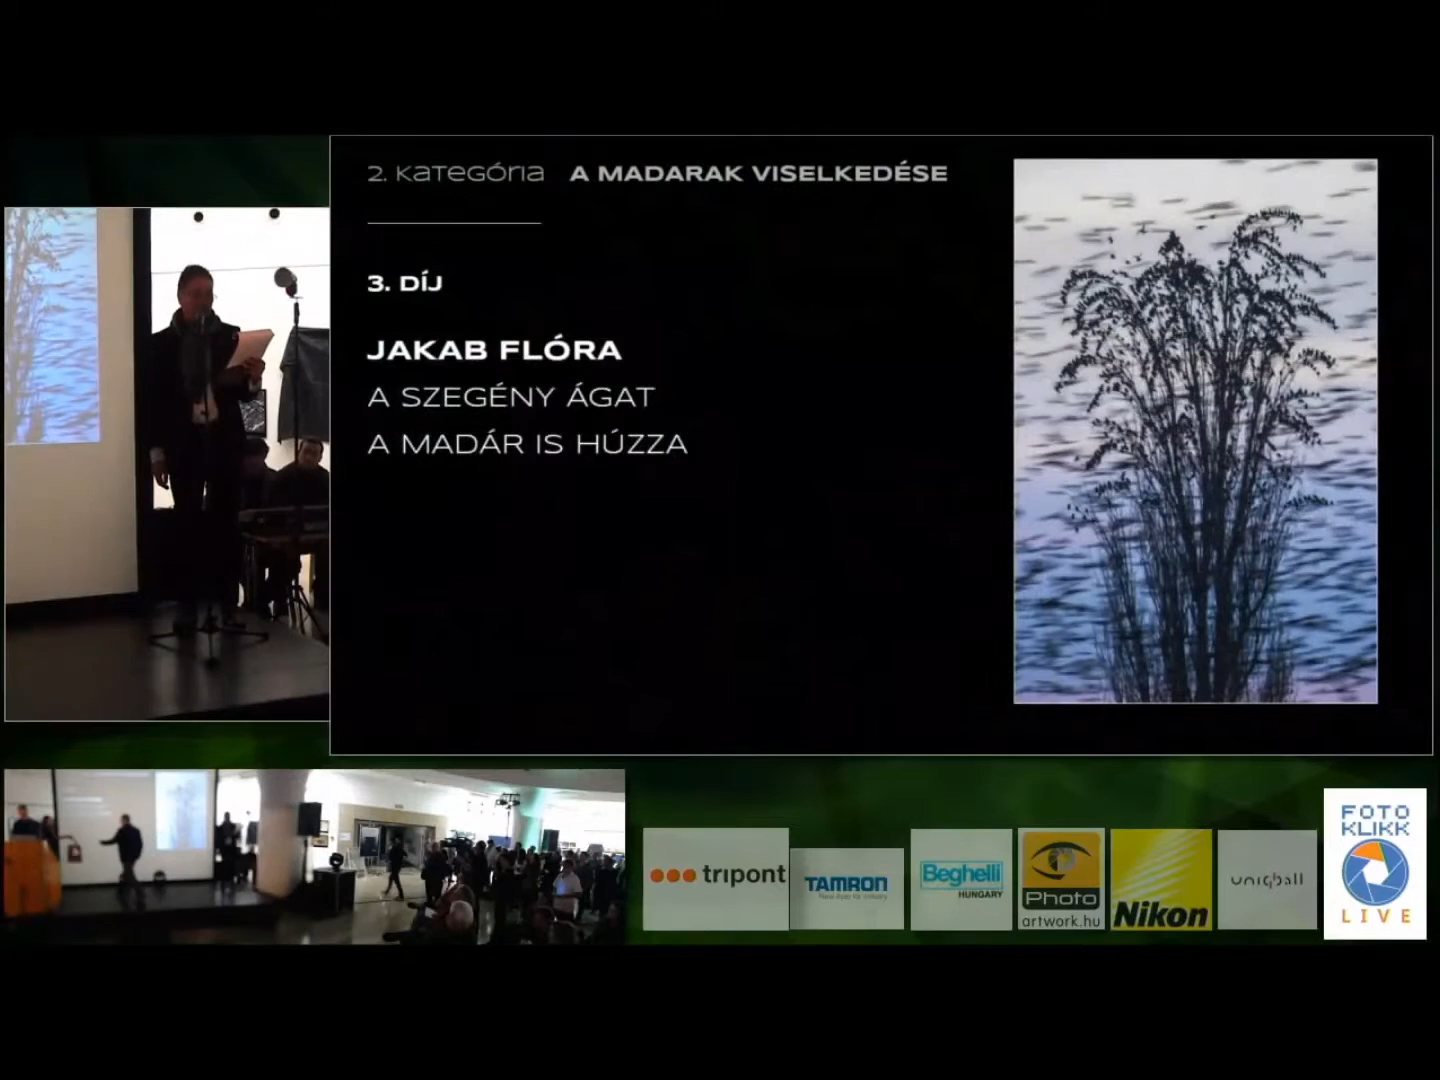 2. Kategória A MADARAK VISELKEDÉSE
3. DÍJ
JAKAB FLÓRA
A SZEGÉNY ÁGAT
A MADÁR IS HÚZZA
tripont
TAMRON
Beghelli
HUNGARY
Photo
artwork.hu
Nikon
uniqball
FOTO
KLIKK
LIVE